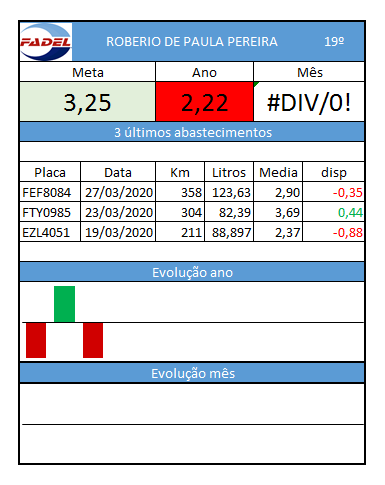 FADEL ROBERIO DE PAULA PEREIRA 19º
Meta Ano Mês
3,25 2,22 #DIV/0!
3 últimos abastecimentos
Placa Data Km Litros Media disp
FEF8084 27/03/2020 358 123,63 2,90 -0,35
FTY0985 23/03/2020 304 82,39 3,69 0,44
EZL4051 19/03/2020 211 88,897 2,37 -0,88
Evolução ano
Evolução mês